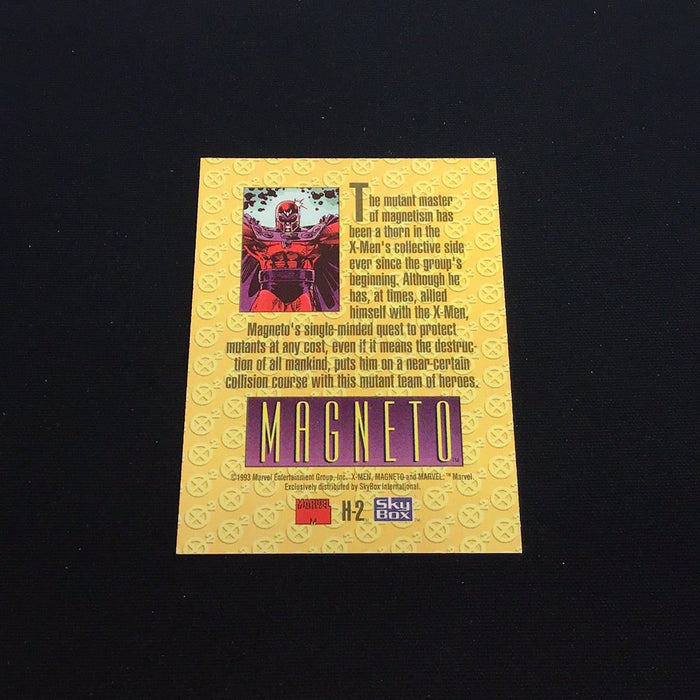 The mutant master
of magnetism has
been a thorn in the
X-Men's collective side
ever since the group's
beginning. Although he
has, at times, allied
himself with the X-Men,
Magneto's single-minded quest to protect
mutants at any cost, even if it means the destruc-
tion of all mankind, puts him on a near-certain
collision course with this mutant team of heroes.
MAGNETO™
©1993 Marvel Entertainment Group, Inc. X-MEN, MAGNETO and MARVEL: ™ Marvel.
Exclusively distributed by SkyBox International.
MARVEL H-2 SkyBox™